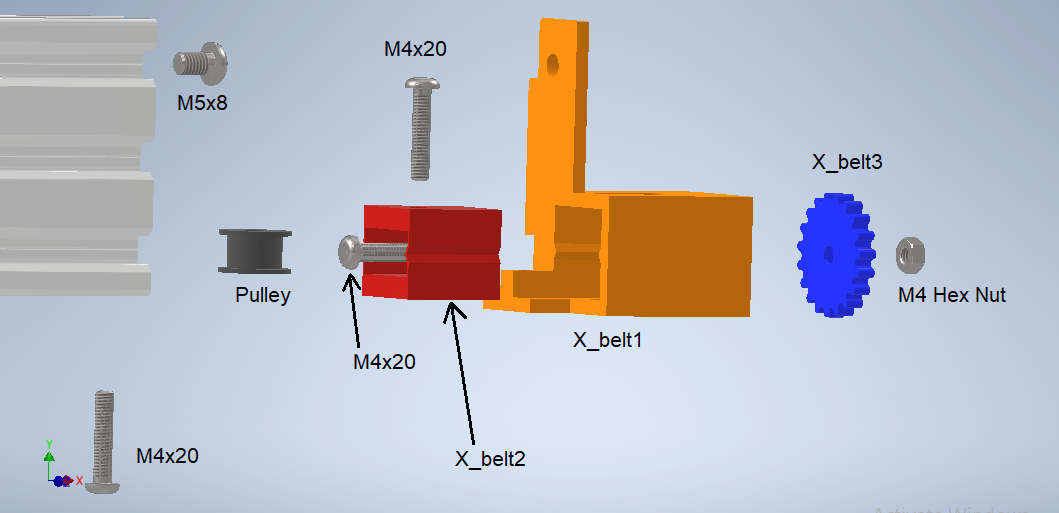 M4x20
M5x8
X_belt3
Pulley
M4 Hex Nut
X_belt1
M4x20
M4x20
X_belt2
Y
X
Activate Windows